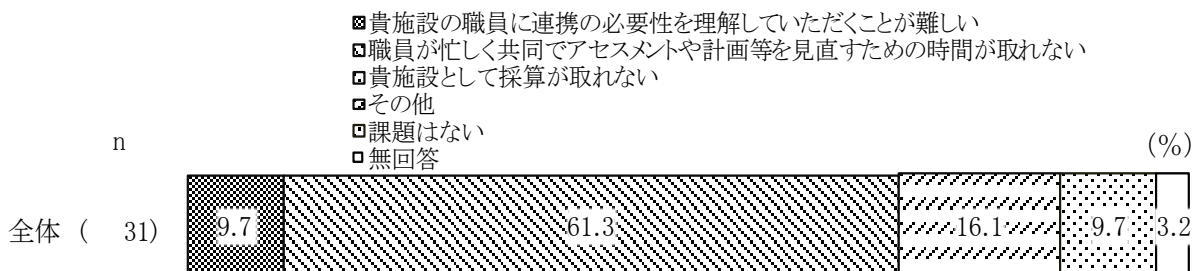 貴施設の職員に連携の必要性を理解していただくことが難しい
職員が忙しく共同でアセスメントや計画等を見直すための時間が取れない
貴施設として採算が取れない
その他
課題はない
無回答
n
(%)
全体 ( 31) 9.7 61.3 16.1 9.7 3.2